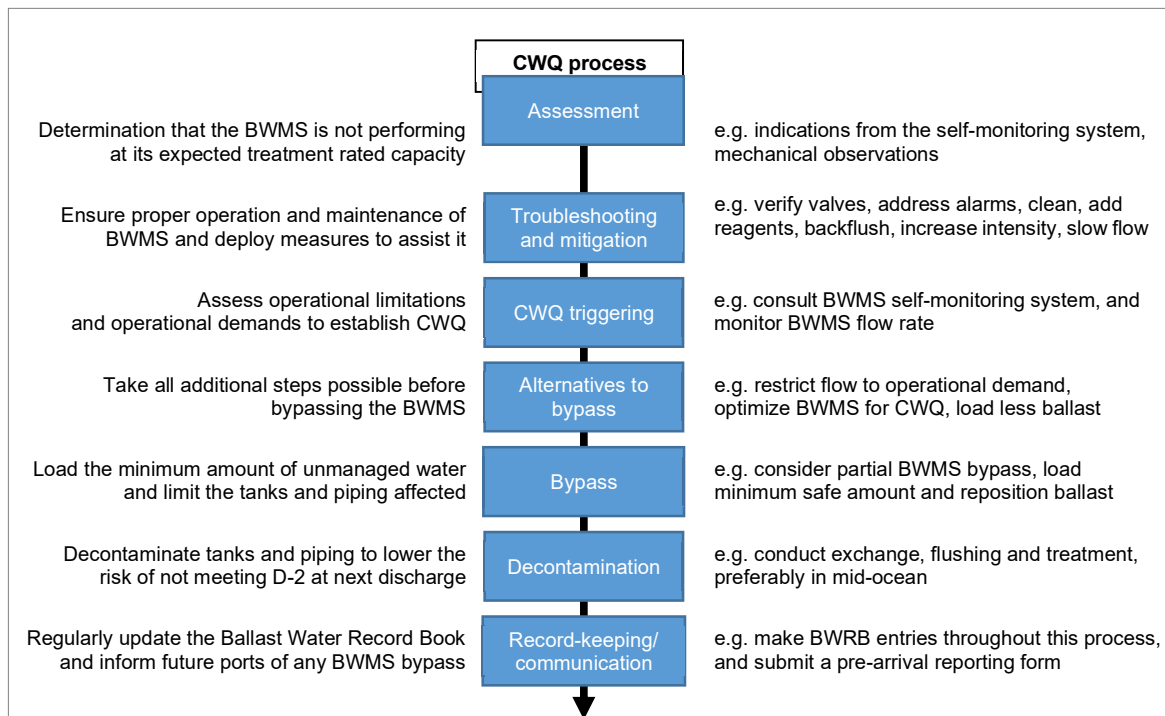 CWQ process
Assessment
Determination that the BWMS is not performing
at its expected treatment rated capacity
e.g. indications from the self-monitoring system,
mechanical observations
Ensure proper operation and maintenance of
BWMS and deploy measures to assist it
Troubleshooting
and mitigation
e.g. verify valves, address alarms, clean, add
reagents, backflush, increase intensity, slow flow
Assess operational limitations
and operational demands to establish CWQ
CWQ triggering
e.g. consult BWMS self-monitoring system, and
monitor BWMS flow rate
Take all additional steps possible before
bypassing the BWMS
Alternatives to
bypass
e.g. restrict flow to operational demand,
optimize BWMS for CWQ, load less ballast
Load the minimum amount of unmanaged water
and limit the tanks and piping affected
Bypass
e.g. consider partial BWMS bypass, load
minimum safe amount and reposition ballast
Decontaminate tanks and piping to lower the
risk of not meeting D-2 at next discharge
Decontamination
e.g. conduct exchange, flushing and treatment,
preferably in mid-ocean
Regularly update the Ballast Water Record Book
and inform future ports of any BWMS bypass
Record-keeping/
communication
e.g. make BWRB entries throughout this process,
and submit a pre-arrival reporting form